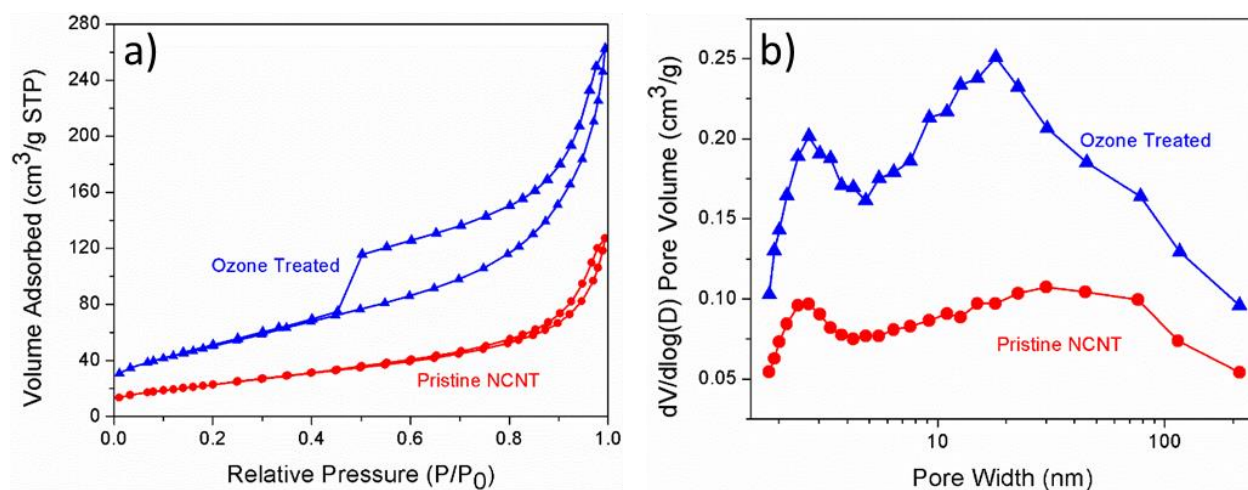 a)
Volume Adsorbed (cm³/g STP)
280
240
200
160
120
80
40
0
Ozone Treated
Pristine NCNT
0.0
0.2
0.4
0.6
0.8
1.0
Relative Pressure (P/P₀)
b)
dV/dlog(D) Pore Volume (cm³/g)
0.25
0.20
0.15
0.10
0.05
Ozone Treated
Pristine NCNT
10
100
Pore Width (nm)